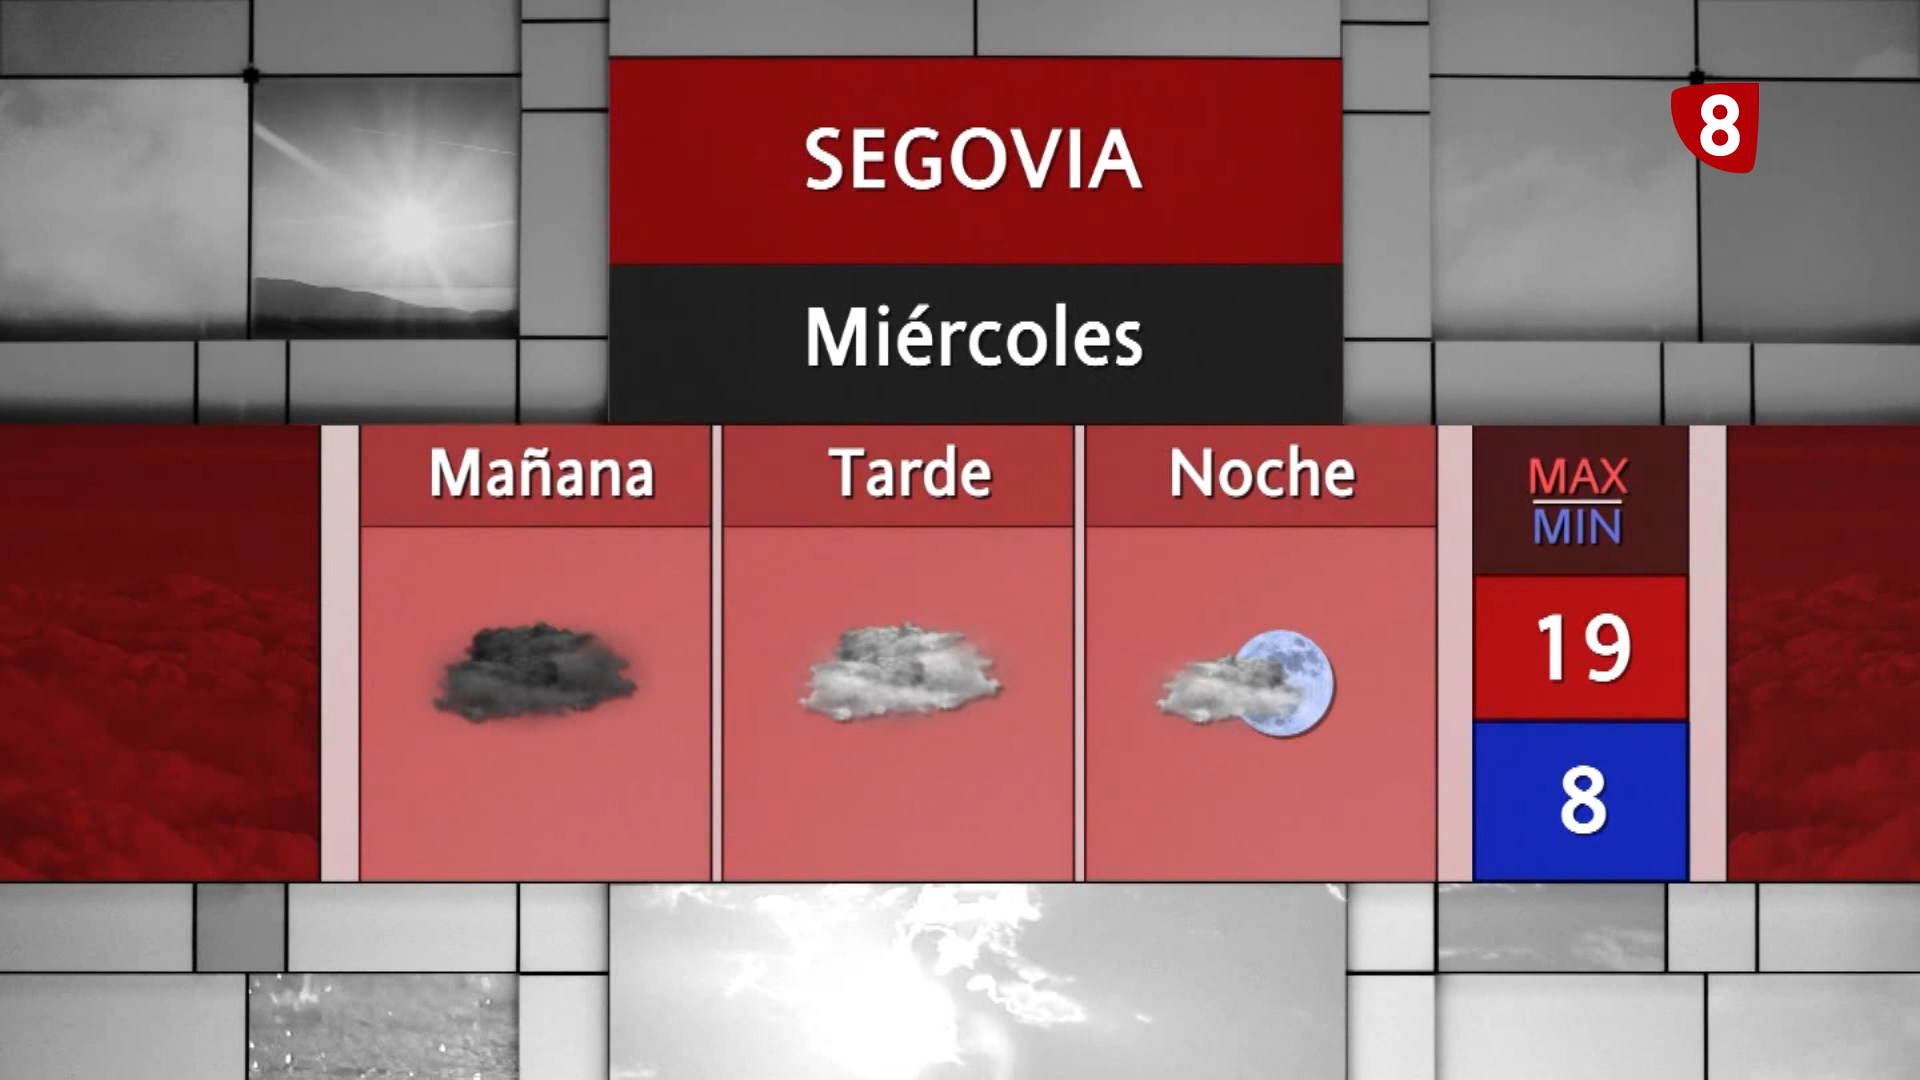 8
SEGOVIA
Miércoles
Mañana
Tarde
Noche
MAX
MIN
19
8